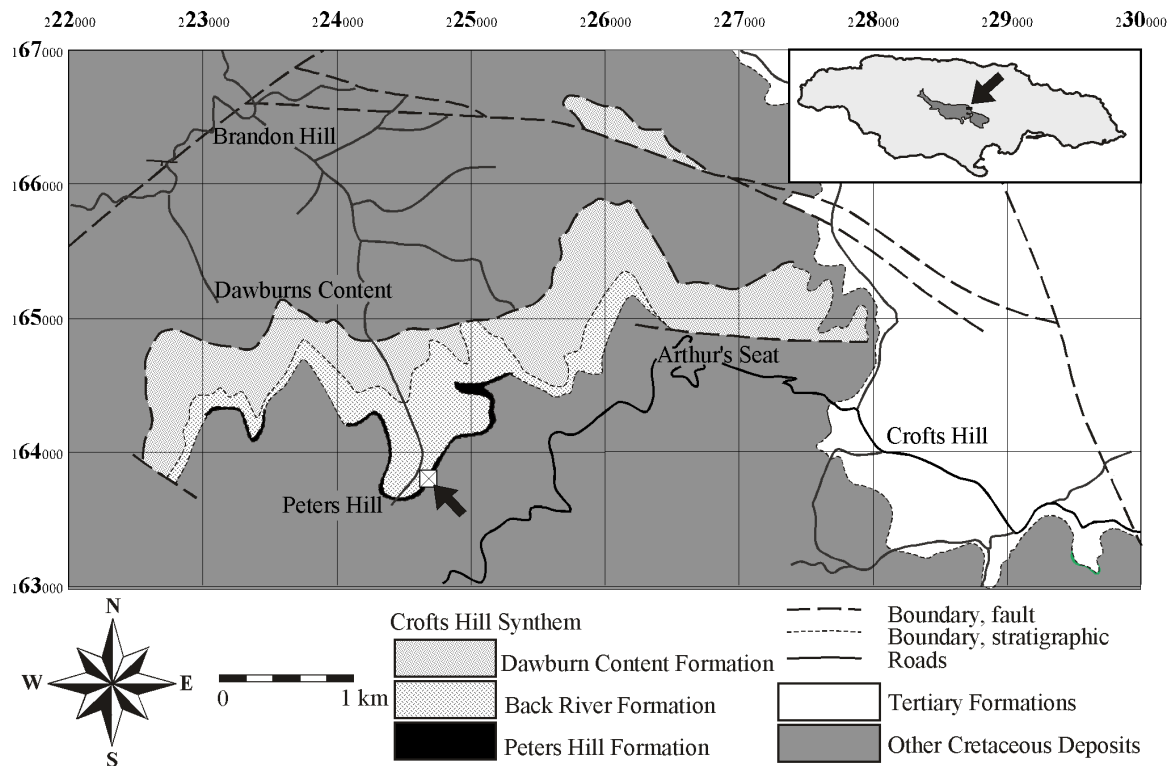 222000 223000 224000 225000 226000 227000 228000 229000 230000
167000
Brandon Hill
166000
Dawburns Content
165000
Arthur's Seat
Crofts Hill
164000
Peters Hill
163000
N
W E
S
0 1 km
Crofts Hill Synthem
Dawburn Content Formation
Back River Formation
Peters Hill Formation
Boundary, fault
Boundary, stratigraphic
Roads
Tertiary Formations
Other Cretaceous Deposits